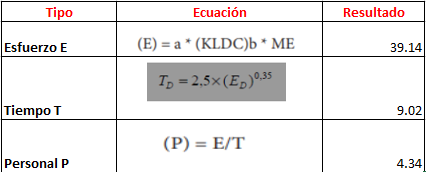 Tipo Ecuación Resultado
Esfuerzo E (E) = a * (KLDC)b * ME 39.14
Tiempo T T_D = 2,5×(E_D)^0,35 9.02
Personal P (P) = E/T 4.34